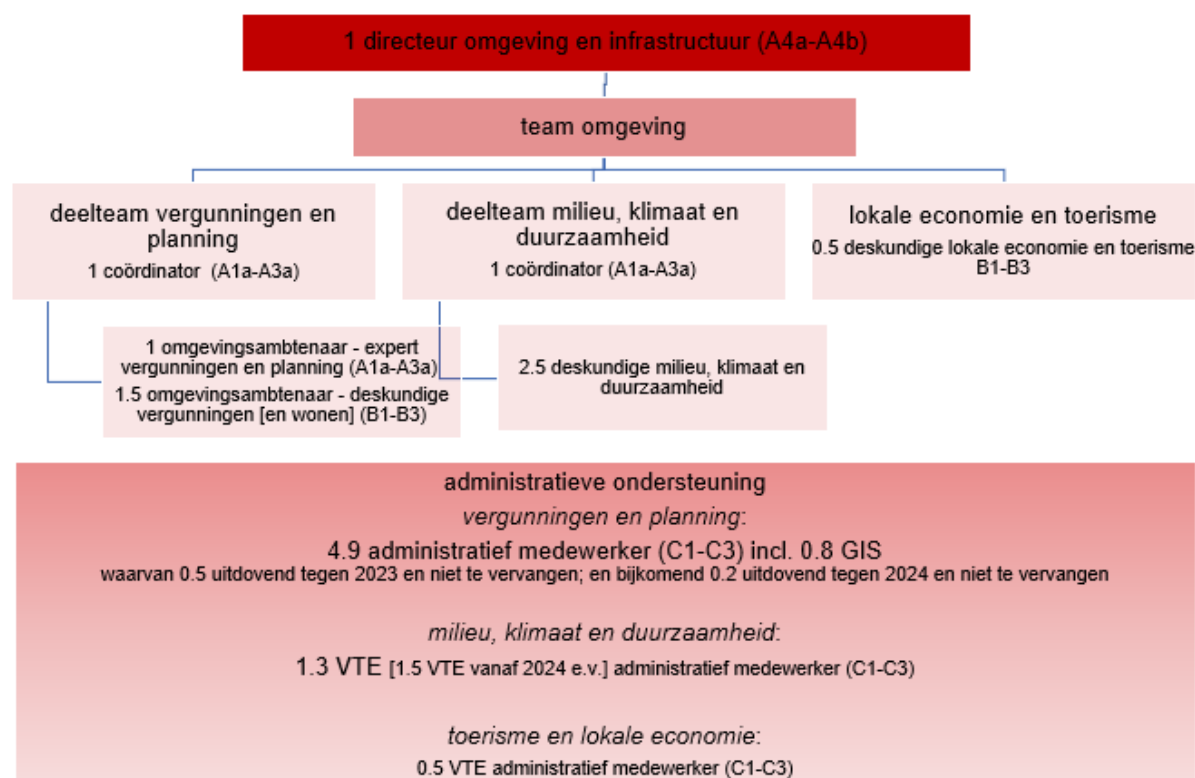 1 directeur omgeving en infrastructuur (A4a-A4b)
team omgeving
deelteam vergunningen en
planning
1 coördinator (A1a-A3a)
deelteam milieu, klimaat en
duurzaamheid
1 coördinator (A1a-A3a)
lokale economie en toerisme
0.5 deskundige lokale economie en toerisme
B1-B3
1 omgevingsambtenaar - expert
vergunningen en planning (A1a-A3a)
1.5 omgevingsambtenaar - deskundige
vergunningen [en wonen] (B1-B3)
2.5 deskundige milieu, klimaat en
duurzaamheid
administratieve ondersteuning
vergunningen en planning:
4.9 administratief medewerker (C1-C3) incl. 0.8 GIS
waarvan 0.5 uitdovend tegen 2023 en niet te vervangen; en bijkomend 0.2 uitdovend tegen 2024 en niet te vervangen
milieu, klimaat en duurzaamheid:
1.3 VTE [1.5 VTE vanaf 2024 e.v.] administratief medewerker (C1-C3)
toerisme en lokale economie:
0.5 VTE administratief medewerker (C1-C3)